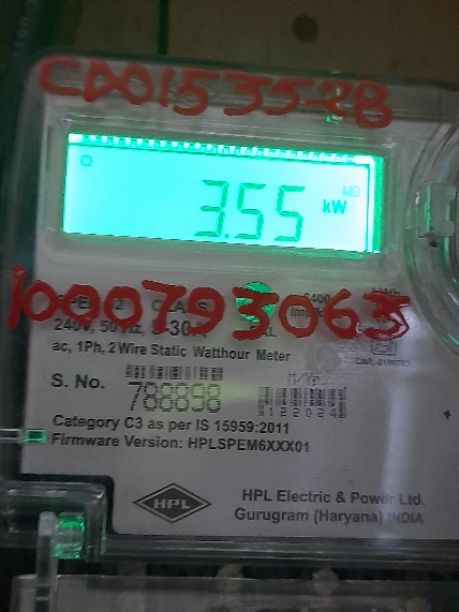 CD0153528
MD
3.55 kW
1000793063
240V, 50 Hz,
ac, 1Ph, 2 Wire Static Watthour Meter
S. No. 788898
Category C3 as per IS 15959:2011
Firmware Version: HPLSPEM6XXX01
HPL
HPL Electric & Power Ltd.
Gurugram (Haryana) INDIA